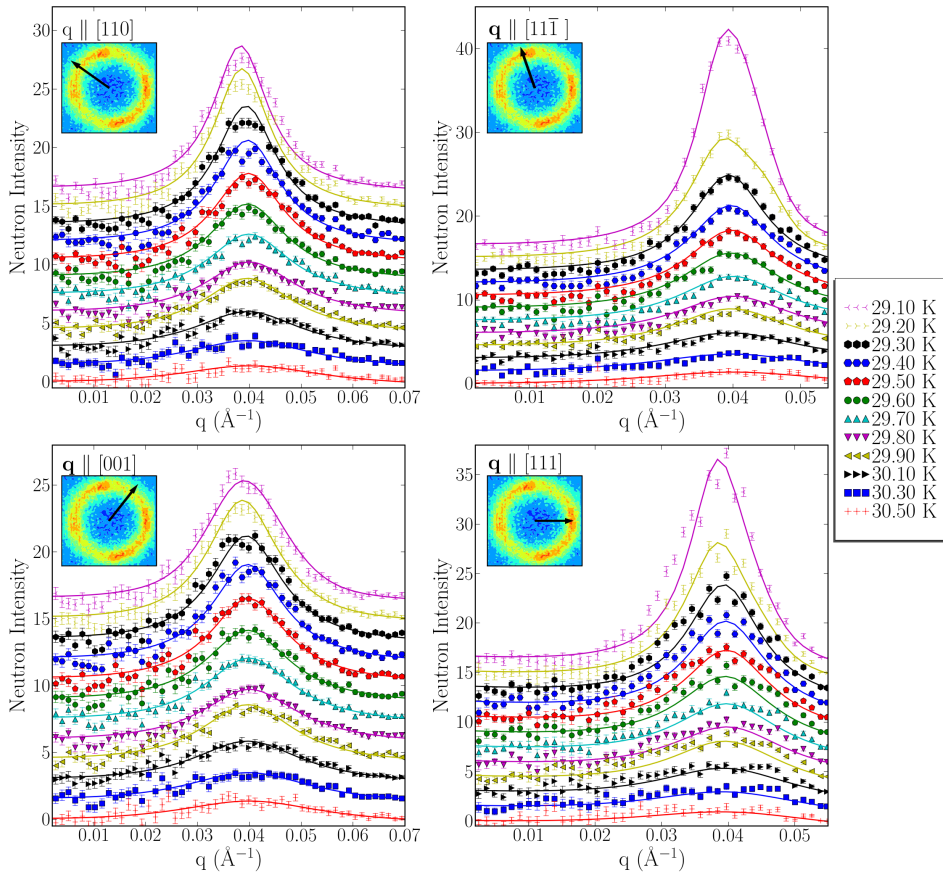 q ∥ [110]
30
25
20
15
10
5
0
Neutron Intensity
0.01 0.02 0.03 0.04 0.05 0.06 0.07
q (Å⁻¹)
q ∥ [111̅ ]
40
30
20
10
0
Neutron Intensity
0.01 0.02 0.03 0.04 0.05
q (Å⁻¹)
q ∥ [001]
25
20
15
10
5
0
Neutron Intensity
0.01 0.02 0.03 0.04 0.05 0.06 0.07
q (Å⁻¹)
q ∥ [111]
35
30
25
20
15
10
5
0
Neutron Intensity
0.01 0.02 0.03 0.04 0.05
q (Å⁻¹)
29.10 K
29.20 K
29.30 K
29.40 K
29.50 K
29.60 K
29.70 K
29.80 K
29.90 K
30.10 K
30.30 K
30.50 K